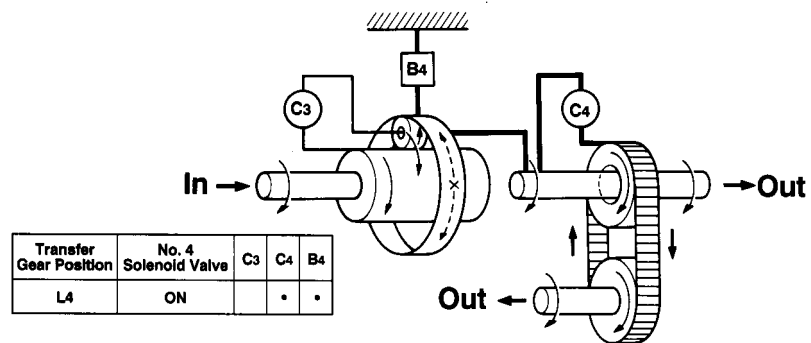 B4
C3
C4
In
Out
Transfer Gear Position No. 4 Solenoid Valve C3 C4 B4
L4 ON • •
Out